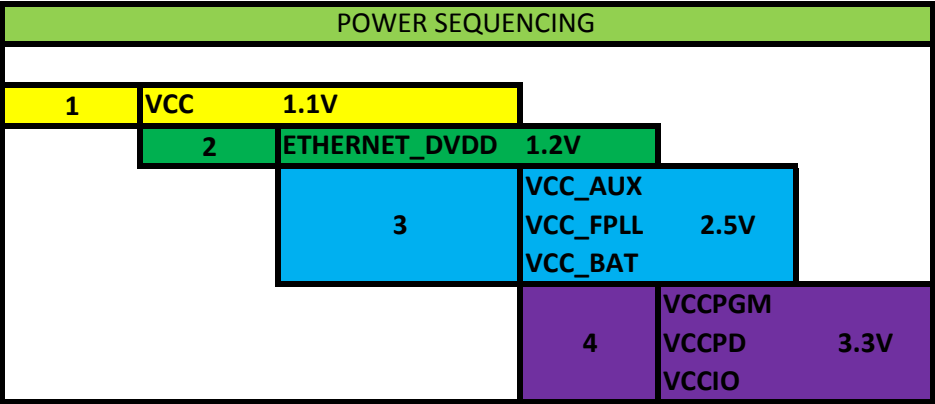 POWER SEQUENCING
1 VCC 1.1V
2 ETHERNET_DVDD 1.2V
VCC_AUX
3 VCC_FPLL 2.5V
VCC_BAT
VCCPGM
4 VCCPD 3.3V
VCCIO